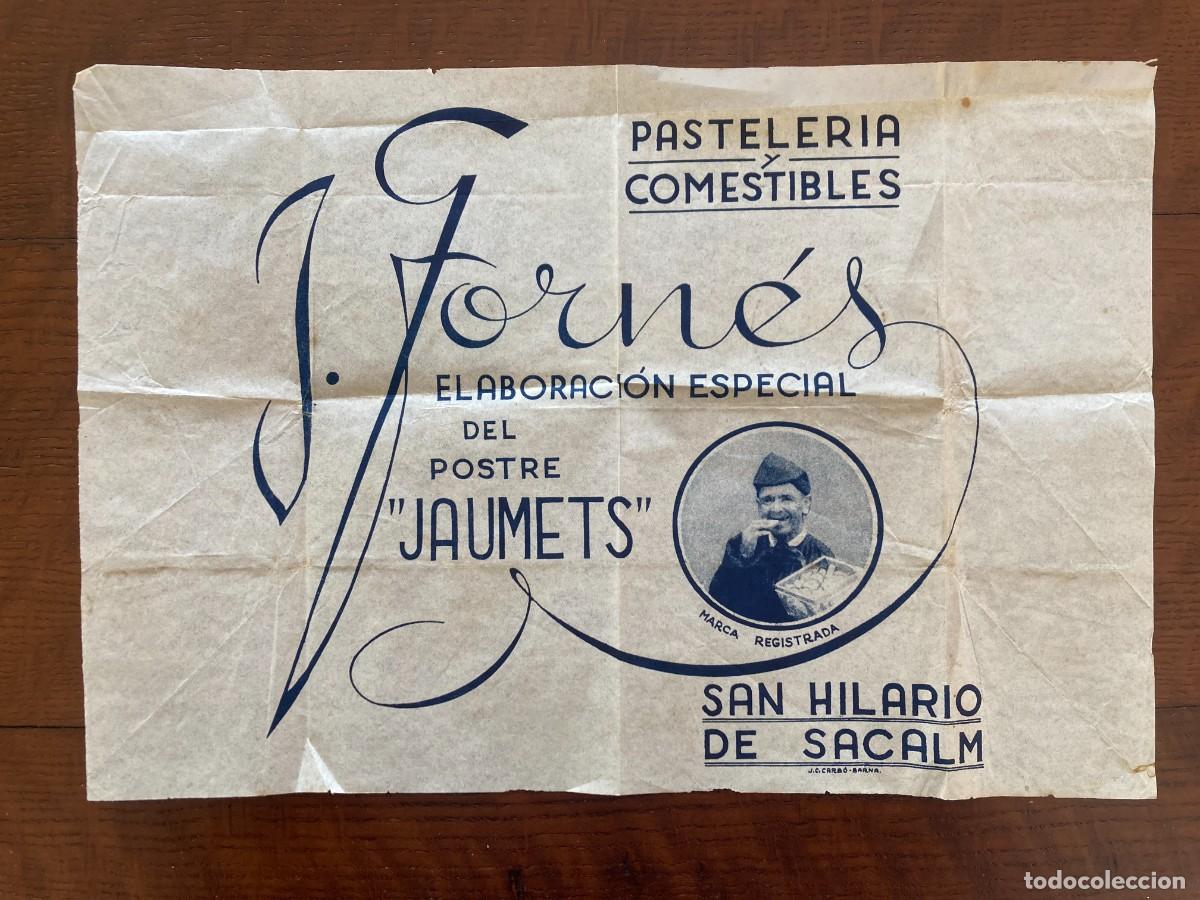 PASTELERIA
Y
COMESTIBLES
J. Fornés
ELABORACIÓN ESPECIAL
DEL
POSTRE
"JAUMETS"
MARCA REGISTRADA
SAN HILARIO
DE SACALM
J.C. CARBÓ-BARNA.
todocoleccion